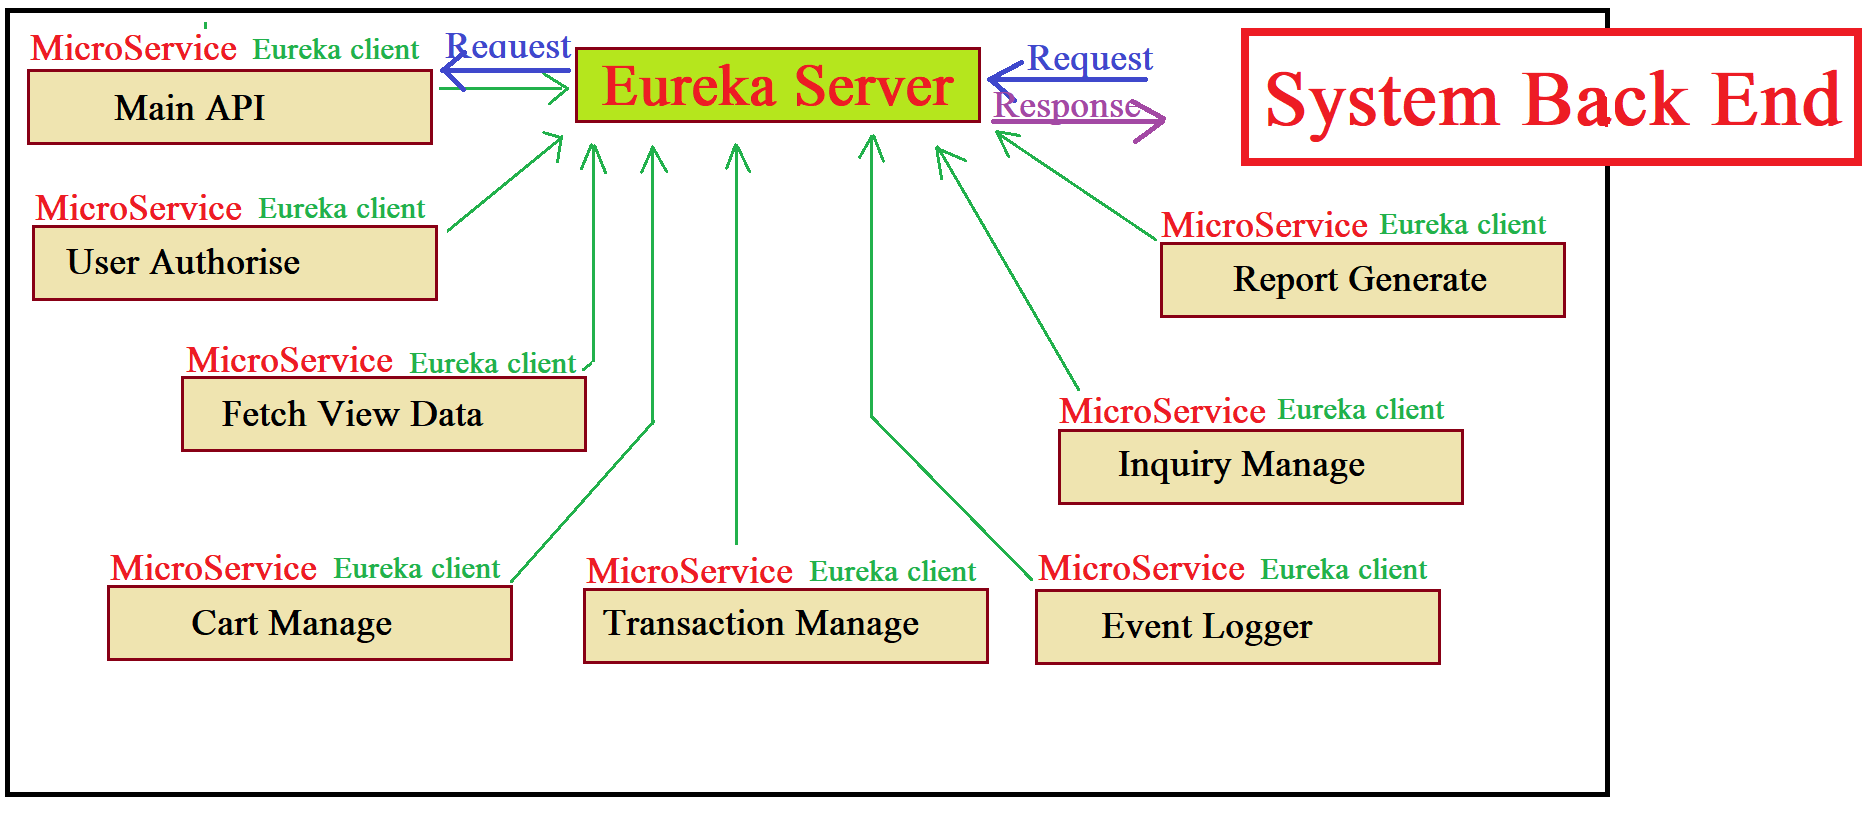 MicroService Eureka client
Main API
Request
Eureka Server
Request
Response
System Back End
MicroService Eureka client
User Authorise
MicroService Eureka client
Report Generate
MicroService Eureka client
Fetch View Data
MicroService Eureka client
Inquiry Manage
MicroService Eureka client
Cart Manage
MicroService Eureka client
Transaction Manage
MicroService Eureka client
Event Logger